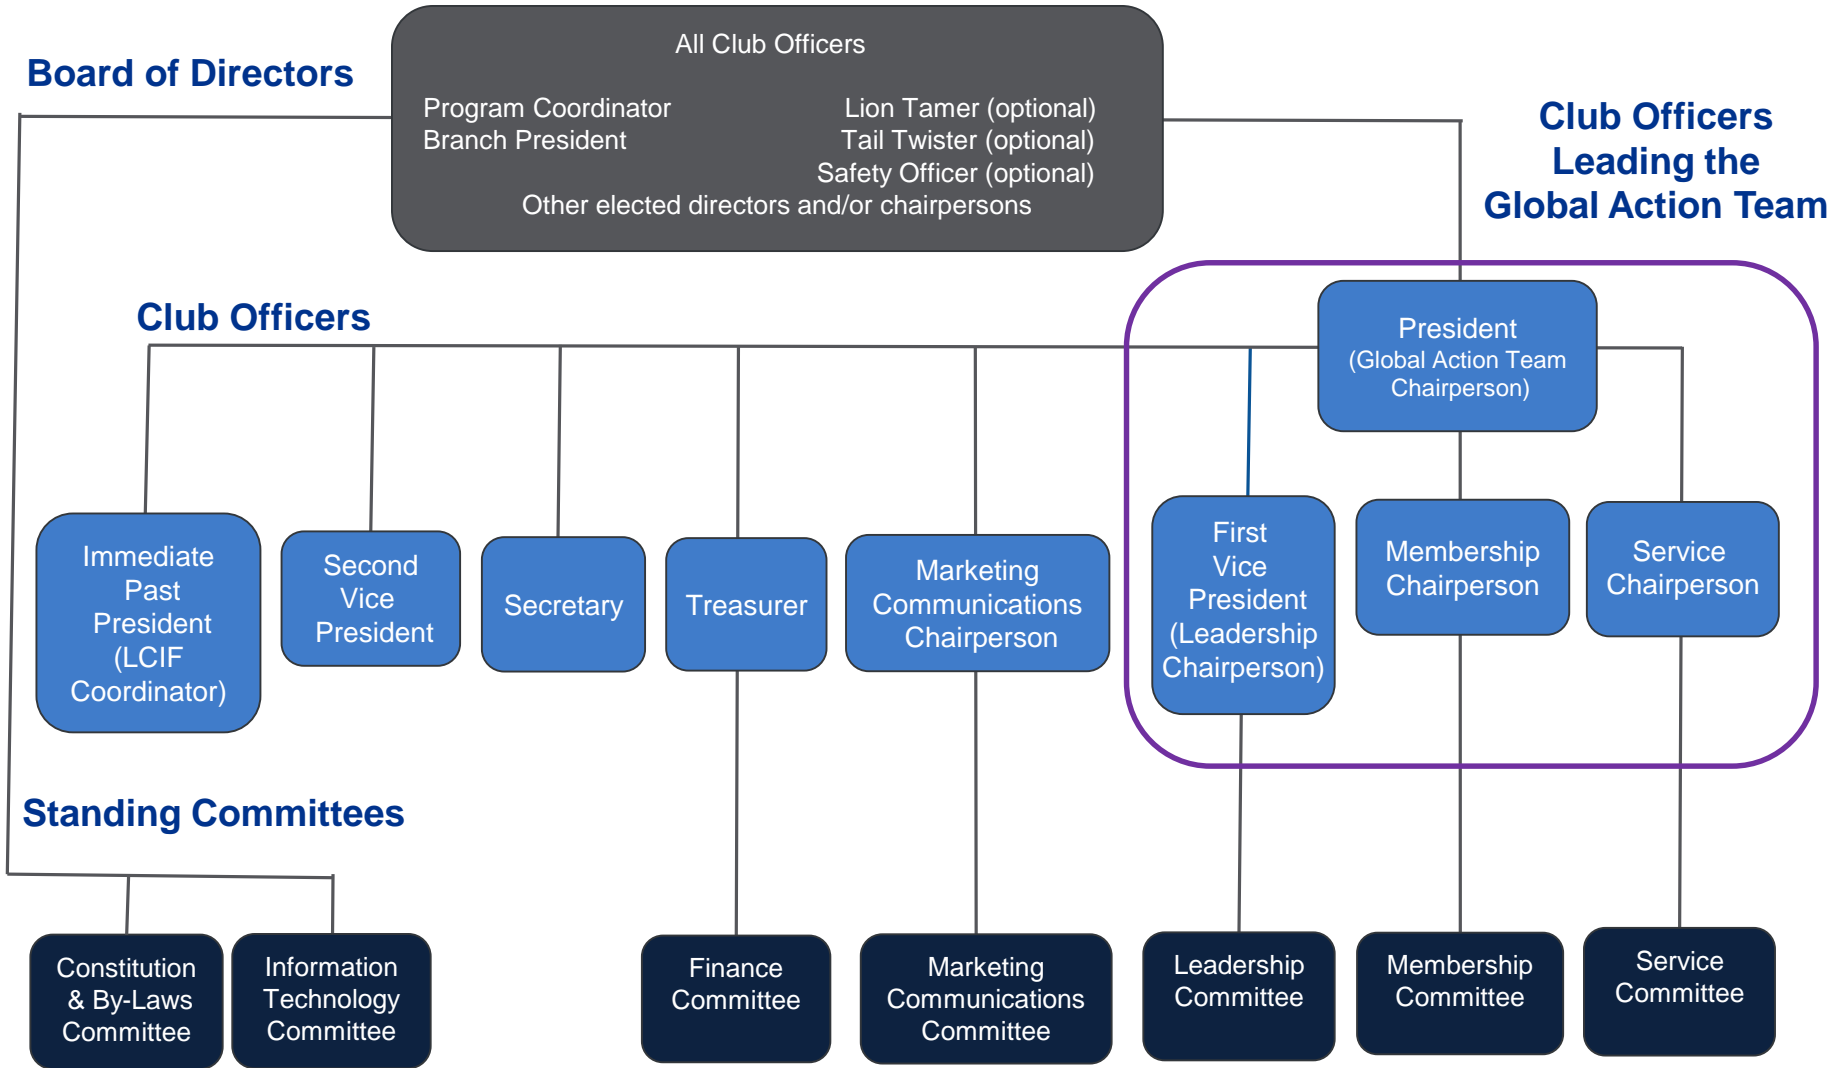 All Club Officers
Board of Directors
Program Coordinator
Lion Tamer (optional)
Branch President
Tail Twister (optional)
Safety Officer (optional)
Other elected directors and/or chairpersons
Club Officers
Leading the
Global Action Team
Club Officers
President
(Global Action Team
Chairperson)
Immediate
Past
President
(LCIF
Coordinator)
Second
Vice
President
Secretary
Treasurer
Marketing
Communications
Chairperson
First
Vice
President
(Leadership
Chairperson)
Membership
Chairperson
Service
Chairperson
Standing Committees
Constitution
& By-Laws
Committee
Information
Technology
Committee
Finance
Committee
Marketing
Communications
Committee
Leadership
Committee
Membership
Committee
Service
Committee